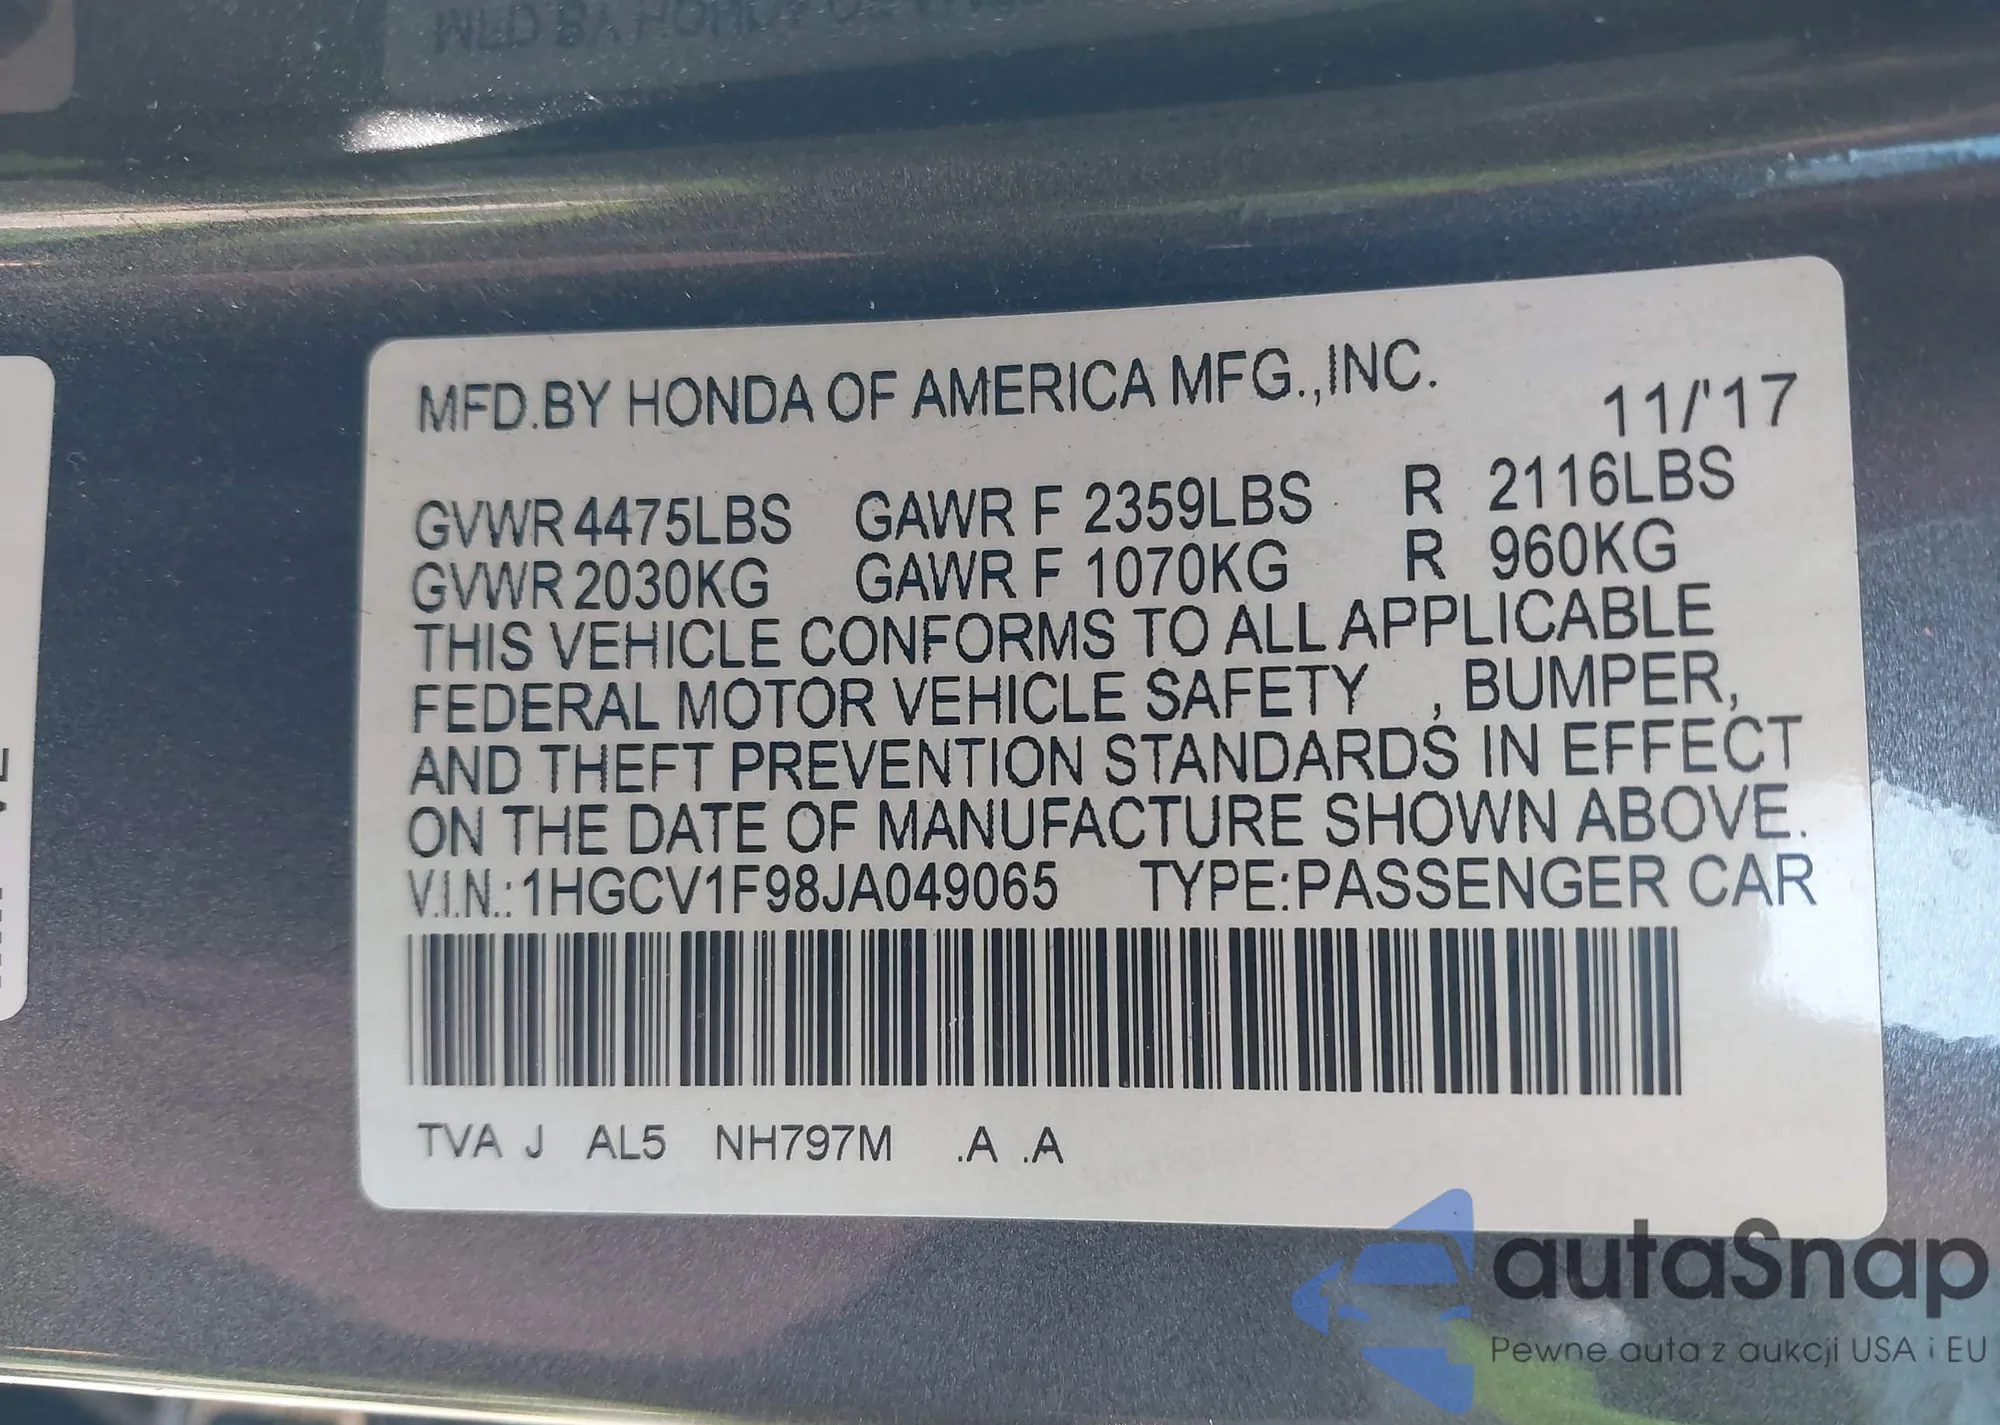 MFD.BY HONDA OF AMERICA MFG.,INC.
11/'17
GVWR 4475LBS GAWR F 2359LBS R 2116LBS
GVWR 2030KG GAWR F 1070KG R 960KG
THIS VEHICLE CONFORMS TO ALL APPLICABLE
FEDERAL MOTOR VEHICLE SAFETY , BUMPER,
AND THEFT PREVENTION STANDARDS IN EFFECT
ON THE DATE OF MANUFACTURE SHOWN ABOVE.
V.I.N.: 1HGCV1F98JA049065 TYPE:PASSENGER CAR
TVA J AL5 NH797M .A .A
autaSnap
Pewne auta z aukcji USA i EU